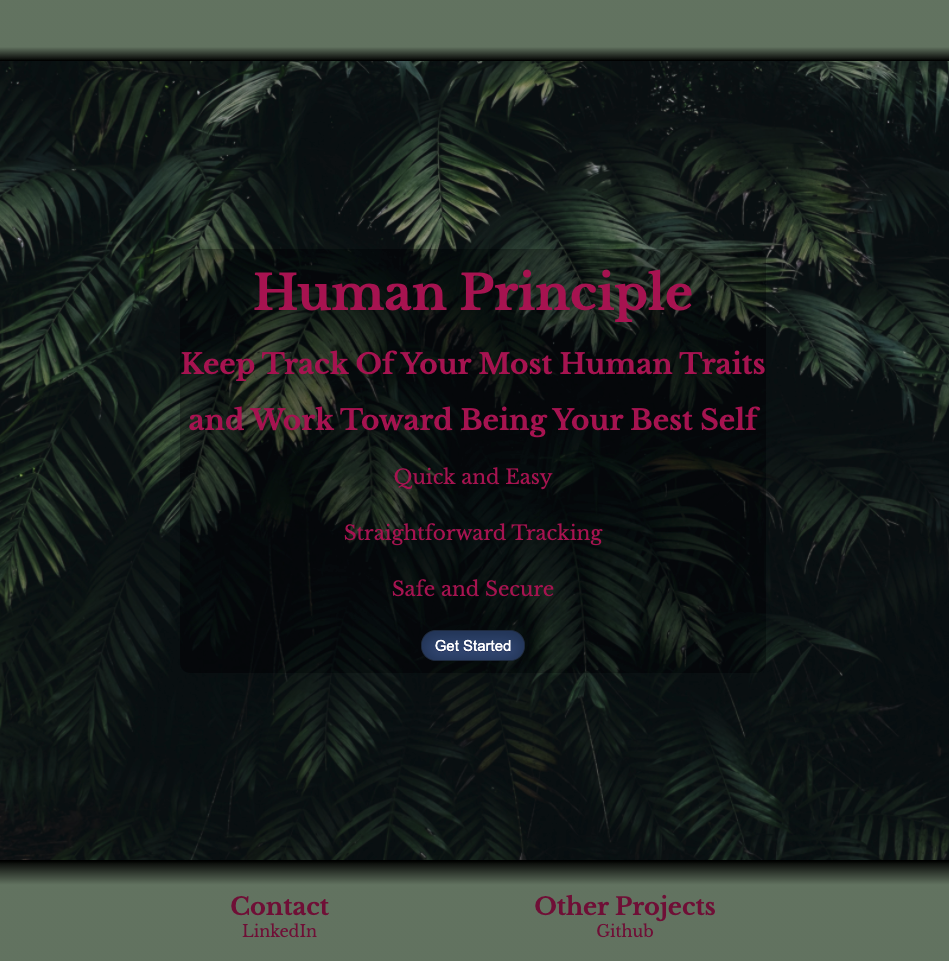 Human Principle
Keep Track Of Your Most Human Traits
and Work Toward Being Your Best Self
Quick and Easy
Straightforward Tracking
Safe and Secure
Get Started
Contact
LinkedIn
Other Projects
Github